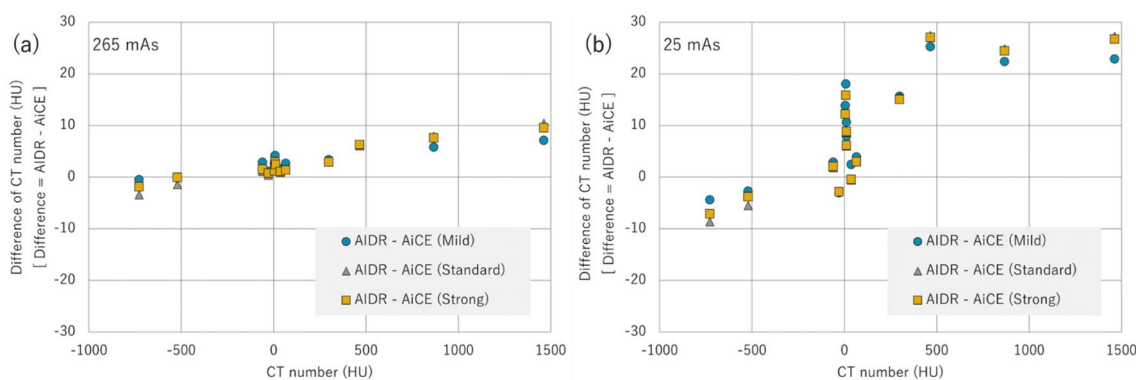 (a)
265 mAs
Difference of CT number (HU)
[ Difference = AIDR - AiCE ]
30
20
10
0
-10
-20
-30
AIDR - AiCE (Mild)
AIDR - AiCE (Standard)
AIDR - AiCE (Strong)
-1000 -500 0 500 1000 1500
CT number (HU)
(b)
25 mAs
Difference of CT number (HU)
[ Difference = AIDR - AiCE ]
30
20
10
0
-10
-20
-30
AIDR - AiCE (Mild)
AIDR - AiCE (Standard)
AIDR - AiCE (Strong)
-1000 -500 0 500 1000 1500
CT number (HU)